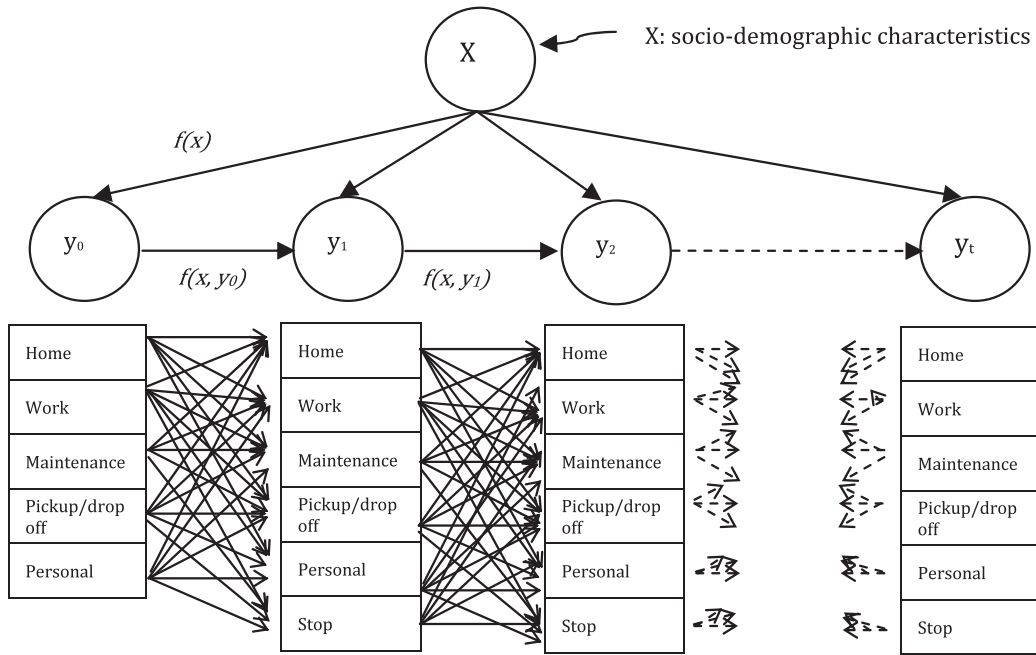 X
X: socio-demographic characteristics
f(x)
y0
y1
y2
yt
f(x, y0)
f(x, y1)
Home
Work
Maintenance
Pickup/drop
off
Personal
Home
Work
Maintenance
Pickup/drop
off
Personal
Stop
Home
Work
Maintenance
Pickup/drop
off
Personal
Stop
Home
Work
Maintenance
Pickup/drop
off
Personal
Stop